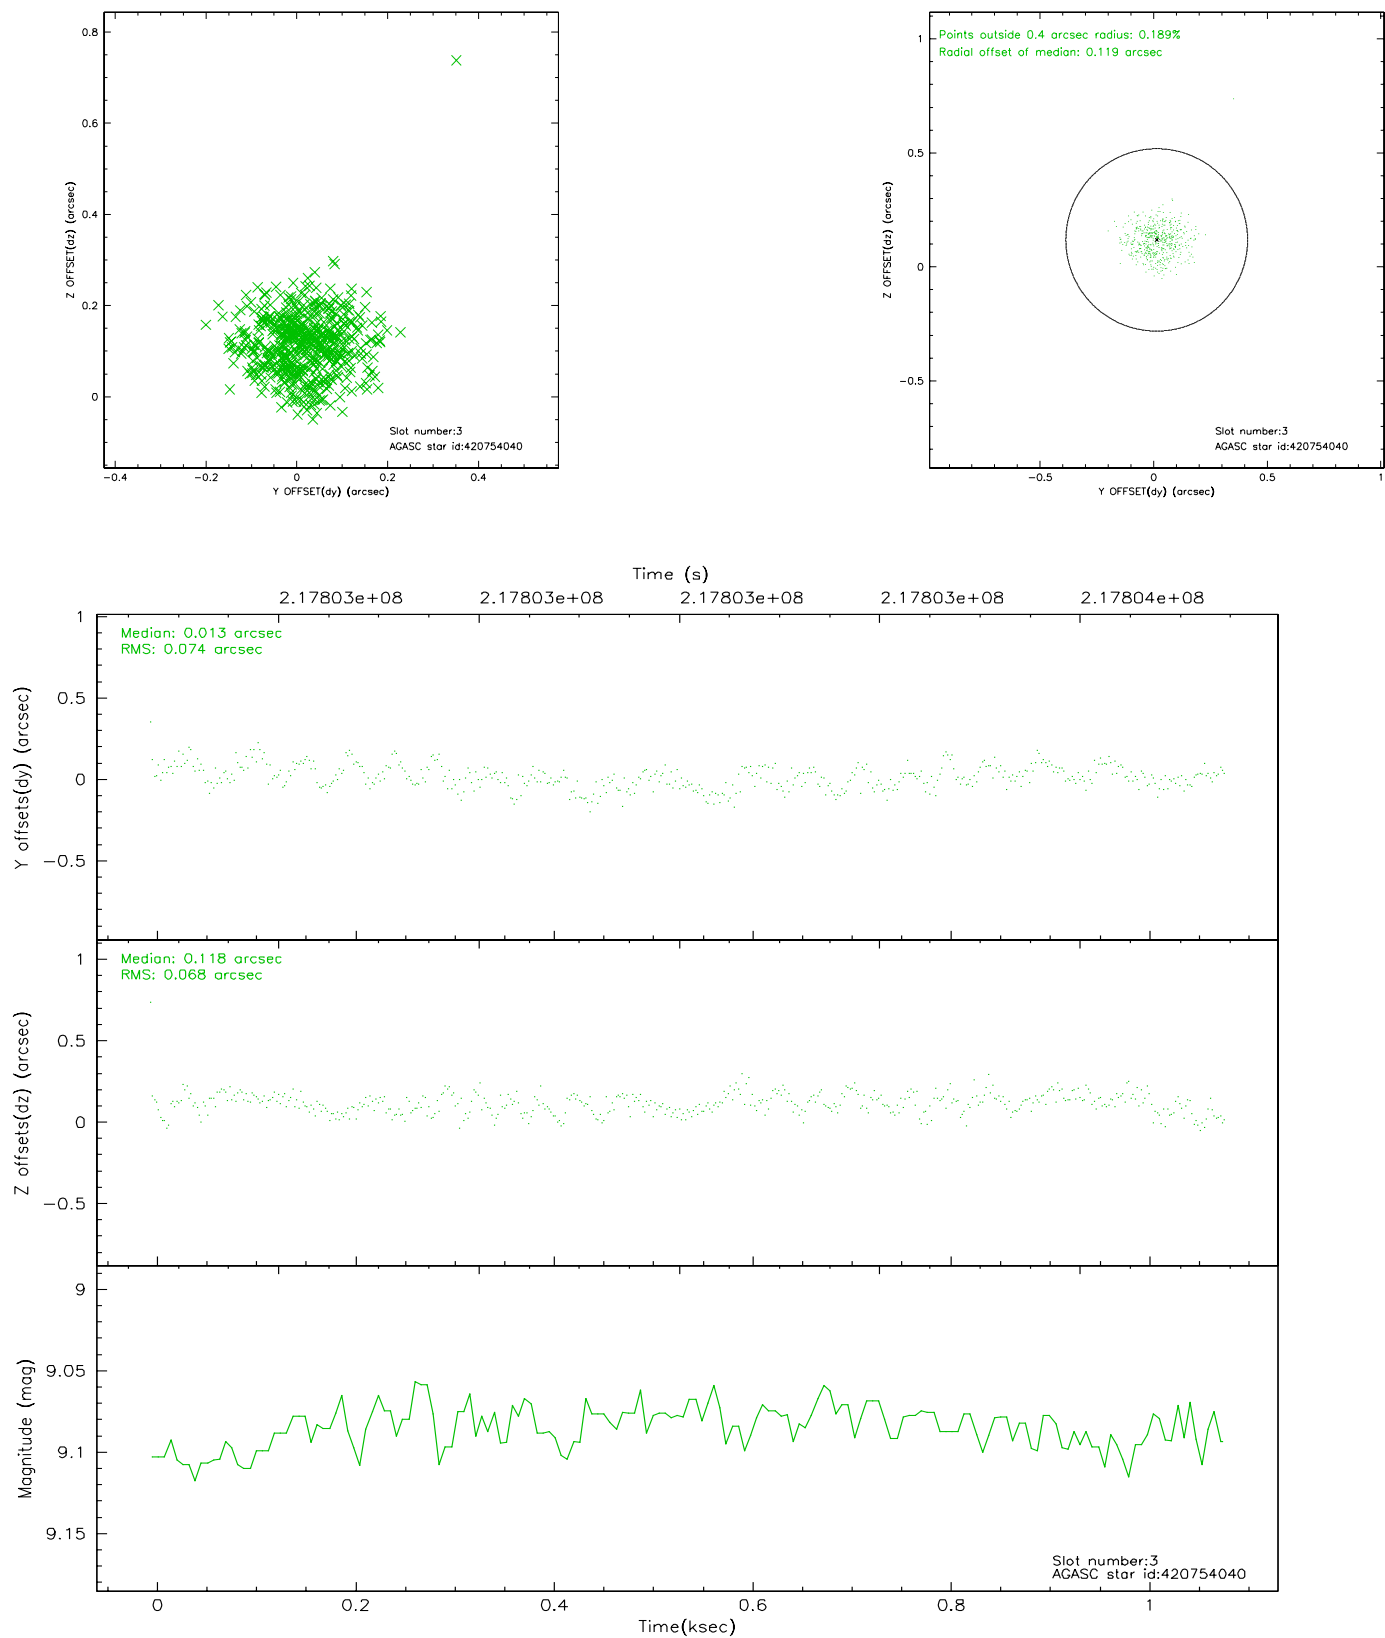 0.8
0.6
0.4
0.2
0
Z OFFSET(dz) (arcsec)
Slot number:3
AGASC star id:420754040
−0.4 −0.2 0 0.2 0.4
Y OFFSET(dy) (arcsec)
Points outside 0.4 arcsec radius: 0.189%
Radial offset of median: 0.119 arcsec
1
0.5
0
−0.5
Z OFFSET(dz) (arcsec)
Slot number:3
AGASC star id:420754040
−0.5 0 0.5 1
Y OFFSET(dy) (arcsec)
Time (s)
2.17803e+08 2.17803e+08 2.17803e+08 2.17803e+08 2.17804e+08
Median: 0.013 arcsec
RMS: 0.074 arcsec
1
0.5
0
−0.5
Y offsets(dy) (arcsec)
Median: 0.118 arcsec
RMS: 0.068 arcsec
1
0.5
0
−0.5
Z offsets(dz) (arcsec)
9
9.05
9.1
9.15
Magnitude (mag)
Slot number:3
AGASC star id:420754040
0 0.2 0.4 0.6 0.8 1
Time(ksec)